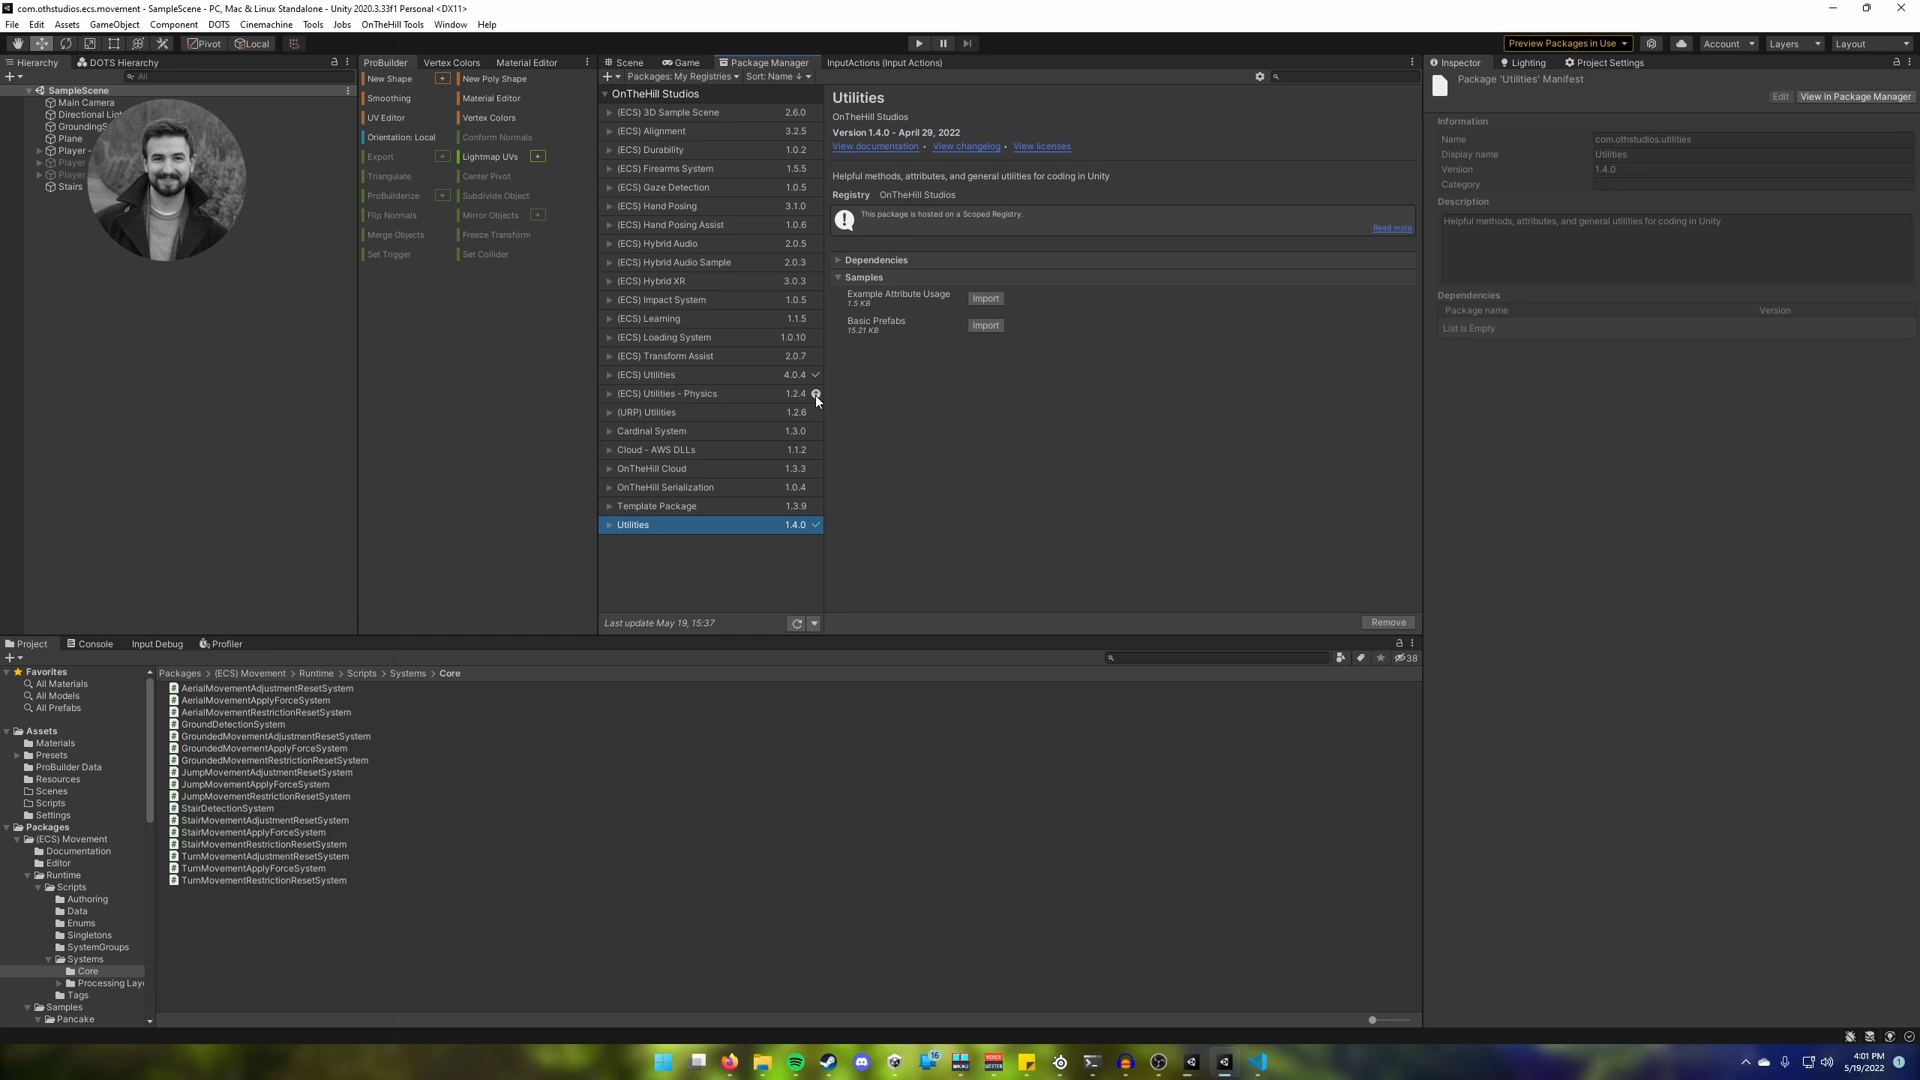 com.othstudios.ecs.movement - SampleScene - PC, Mac & Linux Standalone - Unity 2020.3.33f1 Personal <DX11>
File Edit Assets GameObject Component DOTS Cinemachine Tools Jobs OnTheHill Tools Window Help
Pivot Local Preview Packages in Use Account Layers Layout
Hierarchy DOTS Hierarchy
All
SampleScene
Main Camera
Directional Ligh
GroundingS
Plane
Player -
Player
Player
Stairs
ProBuilder Vertex Colors Material Editor
New Shape + New Poly Shape
Smoothing Material Editor
UV Editor Vertex Colors
Orientation: Local Conform Normals
Export + Lightmap UVs +
Triangulate Center Pivot
ProBuilderize + Subdivide Object
Flip Normals Mirror Objects +
Merge Objects Freeze Transform
Set Trigger Set Collider
Scene Game Package Manager InputActions (Input Actions)
+ Packages: My Registries Sort: Name ↓
OnTheHill Studios
(ECS) 3D Sample Scene 2.6.0
(ECS) Alignment 3.2.5
(ECS) Durability 1.0.2
(ECS) Firearms System 1.5.5
(ECS) Gaze Detection 1.0.5
(ECS) Hand Posing 3.1.0
(ECS) Hand Posing Assist 1.0.6
(ECS) Hybrid Audio 2.0.5
(ECS) Hybrid Audio Sample 2.0.3
(ECS) Hybrid XR 3.0.3
(ECS) Impact System 1.0.5
(ECS) Learning 1.1.5
(ECS) Loading System 1.0.10
(ECS) Transform Assist 2.0.7
(ECS) Utilities 4.0.4
(ECS) Utilities - Physics 1.2.4
(URP) Utilities 1.2.6
Cardinal System 1.3.0
Cloud - AWS DLLs 1.1.2
OnTheHill Cloud 1.3.3
OnTheHill Serialization 1.0.4
Template Package 1.3.9
Utilities 1.4.0
Last update May 19, 15:37
Utilities
OnTheHill Studios
Version 1.4.0 - April 29, 2022
View documentation • View changelog • View licenses
Helpful methods, attributes, and general utilities for coding in Unity
Registry OnTheHill Studios
This package is hosted on a Scoped Registry.
Read more
Dependencies
Samples
Example Attribute Usage Import
1.5 KB
Basic Prefabs Import
15.21 KB
Remove
Inspector Lighting Project Settings
Package 'Utilities' Manifest
Edit View in Package Manager
Information
Name com.othstudios.utilities
Display name Utilities
Version 1.4.0
Category
Description
Helpful methods, attributes, and general utilities for coding in Unity
Dependencies
Package name Version
List is Empty
Project Console Input Debug Profiler
38
Favorites
All Materials
All Models
All Prefabs
Assets
Materials
Presets
ProBuilder Data
Resources
Scenes
Scripts
Settings
Packages
(ECS) Movement
Documentation
Editor
Runtime
Scripts
Authoring
Data
Enums
Singletons
SystemGroups
Systems
Core
Processing Laye
Tags
Samples
Pancake
Packages > (ECS) Movement > Runtime > Scripts > Systems > Core
AerialMovementAdjustmentResetSystem
AerialMovementApplyForceSystem
AerialMovementRestrictionResetSystem
GroundDetectionSystem
GroundedMovementAdjustmentResetSystem
GroundedMovementApplyForceSystem
GroundedMovementRestrictionResetSystem
JumpMovementAdjustmentResetSystem
JumpMovementApplyForceSystem
JumpMovementRestrictionResetSystem
StairDetectionSystem
StairMovementAdjustmentResetSystem
StairMovementApplyForceSystem
StairMovementRestrictionResetSystem
TurnMovementAdjustmentResetSystem
TurnMovementApplyForceSystem
TurnMovementRestrictionResetSystem
16
4:01 PM
5/19/2022
1